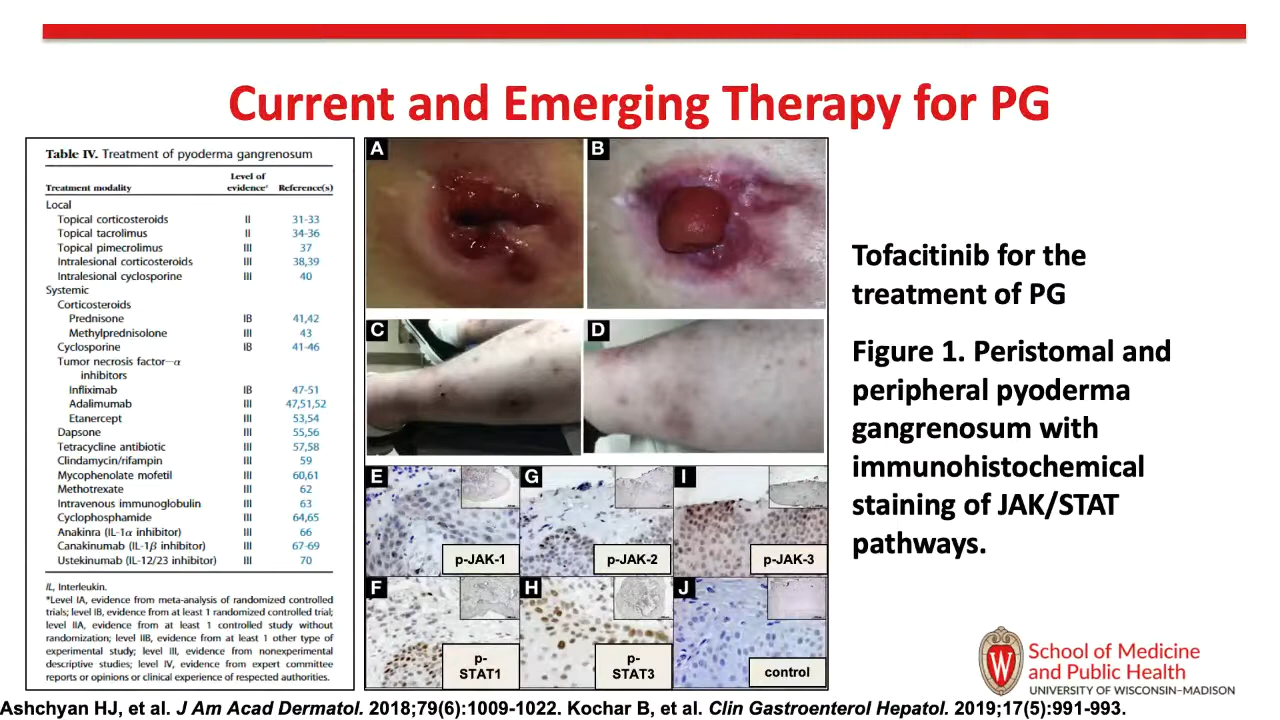 Current and Emerging Therapy for PG
Table IV. Treatment of pyoderma gangrenosum
Treatment modality Level of evidence* Reference(s)
Local
Topical corticosteroids II 31-33
Topical tacrolimus II 34-36
Topical pimecrolimus III 37
Intralesional corticosteroids III 38,39
Intralesional cyclosporine III 40
Systemic
Corticosteroids
Prednisone IB 41,42
Methylprednisolone III 43
Cyclosporine IB 41-46
Tumor necrosis factor-α
inhibitors
Infliximab IB 47-51
Adalimumab III 47,51,52
Etanercept III 53,54
Dapsone III 55,56
Tetracycline antibiotic III 57,58
Clindamycin/rifampin III 59
Mycophenolate mofetil III 60,61
Methotrexate III 62
Intravenous immunoglobulin III 63
Cyclophosphamide III 64,65
Anakinra (IL-1α inhibitor) III 66
Canakinumab (IL-1β inhibitor) III 67-69
Ustekinumab (IL-12/23 inhibitor) III 70
IL, Interleukin.
*Level IA, evidence from meta-analysis of randomized controlled
trials; level IB, evidence from at least 1 randomized controlled trial;
level IIA, evidence from at least 1 controlled study without
randomization; level IIB, evidence from at least 1 other type of
experimental study; level III, evidence from nonexperimental
descriptive studies; level IV, evidence from expert committee
reports or opinions or clinical experience of respected authorities.
A
B
C
D
E
p-JAK-1
G
p-JAK-2
I
p-JAK-3
F
p-
STAT1
H
p-
STAT3
J
control
Tofacitinib for the
treatment of PG
Figure 1. Peristomal and
peripheral pyoderma
gangrenosum with
immunohistochemical
staining of JAK/STAT
pathways.
W
School of Medicine
and Public Health
UNIVERSITY OF WISCONSIN–MADISON
Ashchyan HJ, et al. J Am Acad Dermatol. 2018;79(6):1009-1022. Kochar B, et al. Clin Gastroenterol Hepatol. 2019;17(5):991-993.